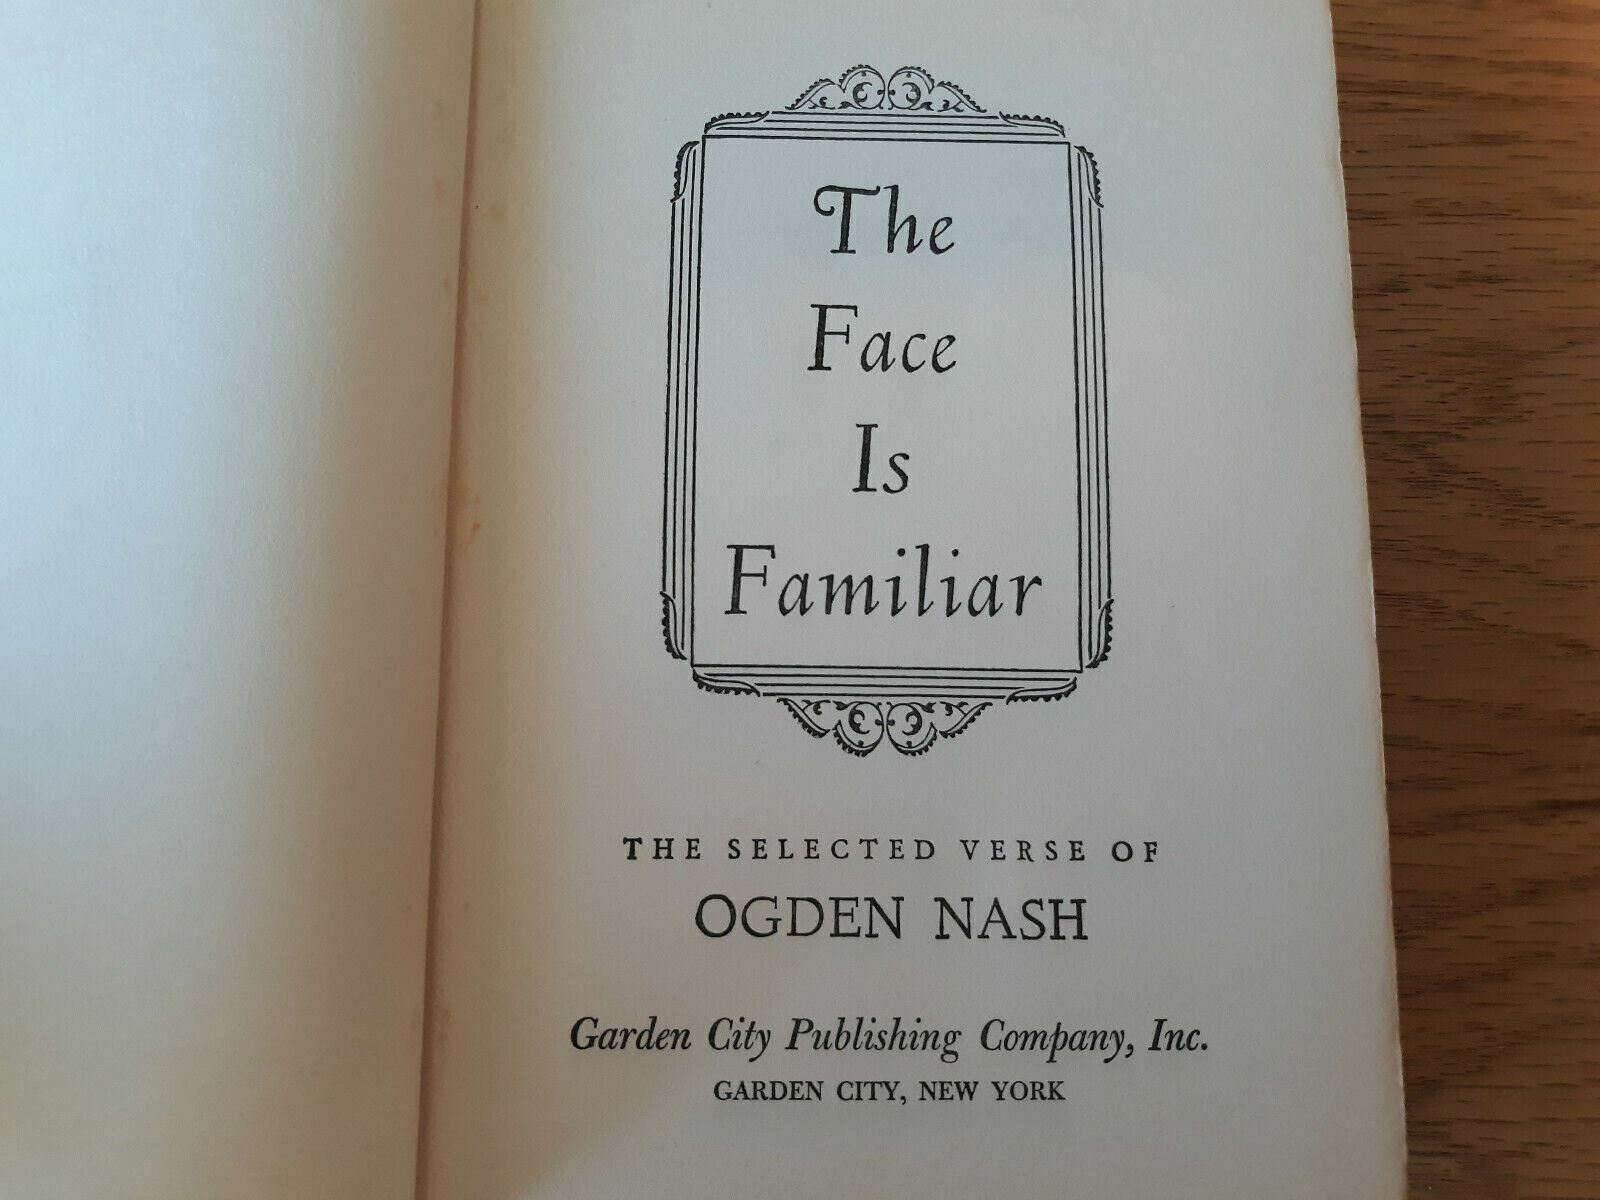 The
Face
Is
Familiar
THE SELECTED VERSE OF
OGDEN NASH
Garden City Publishing Company, Inc.
GARDEN CITY, NEW YORK